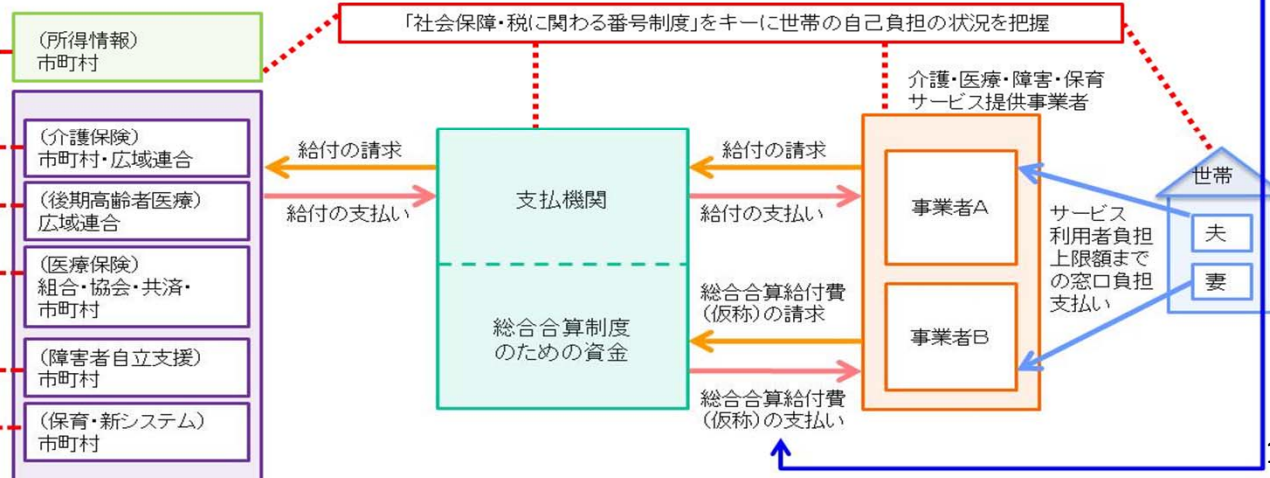 「社会保障・税に関わる番号制度」をキーに世帯の自己負担の状況を把握
(所得情報)
市町村
(介護保険)
市町村・広域連合
(後期高齢者医療)
広域連合
(医療保険)
組合・協会・共済・
市町村
(障害者自立支援)
市町村
(保育・新システム)
市町村
給付の請求
給付の支払い
支払機関
総合合算制度
のための資金
給付の請求
給付の支払い
総合合算給付費
(仮称)の請求
総合合算給付費
(仮称)の支払い
介護・医療・障害・保育
サービス提供事業者
事業者A
事業者B
サービス
利用者負担
上限額まで
の窓口負担
支払い
世帯
夫
妻